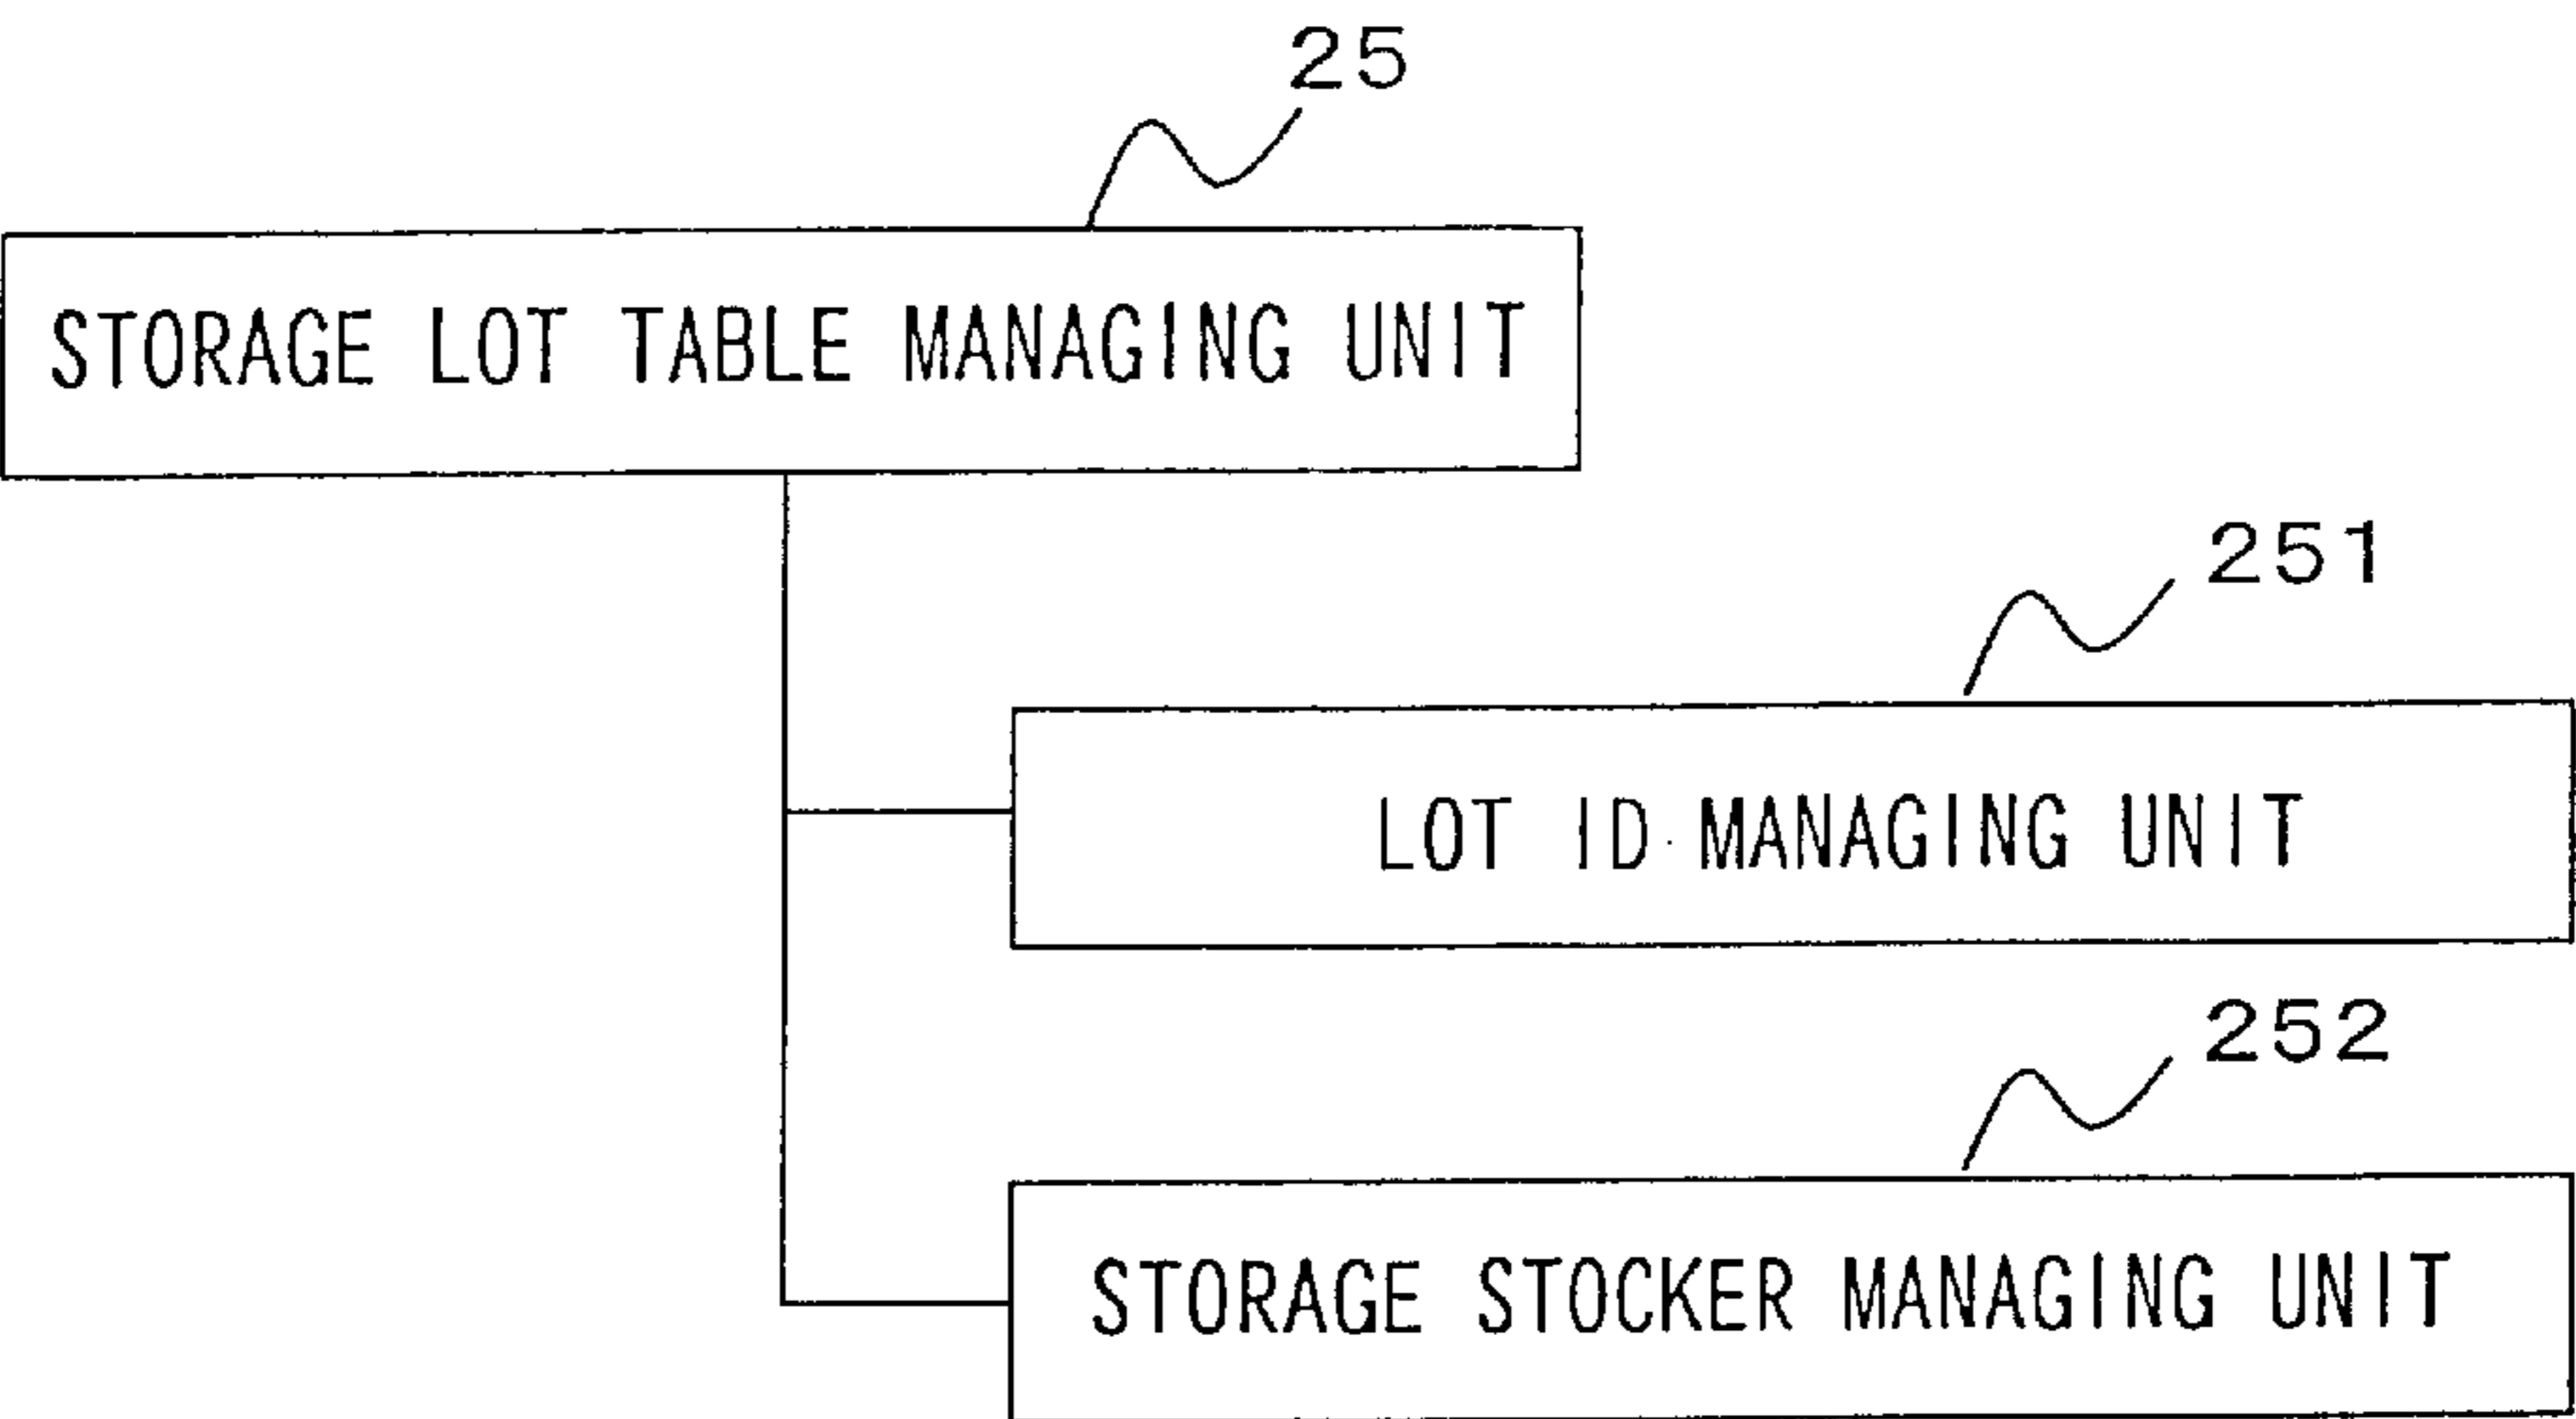 25
STORAGE LOT TABLE MANAGING UNIT
251
LOT ID MANAGING UNIT
252
STORAGE STOCKER MANAGING UNIT